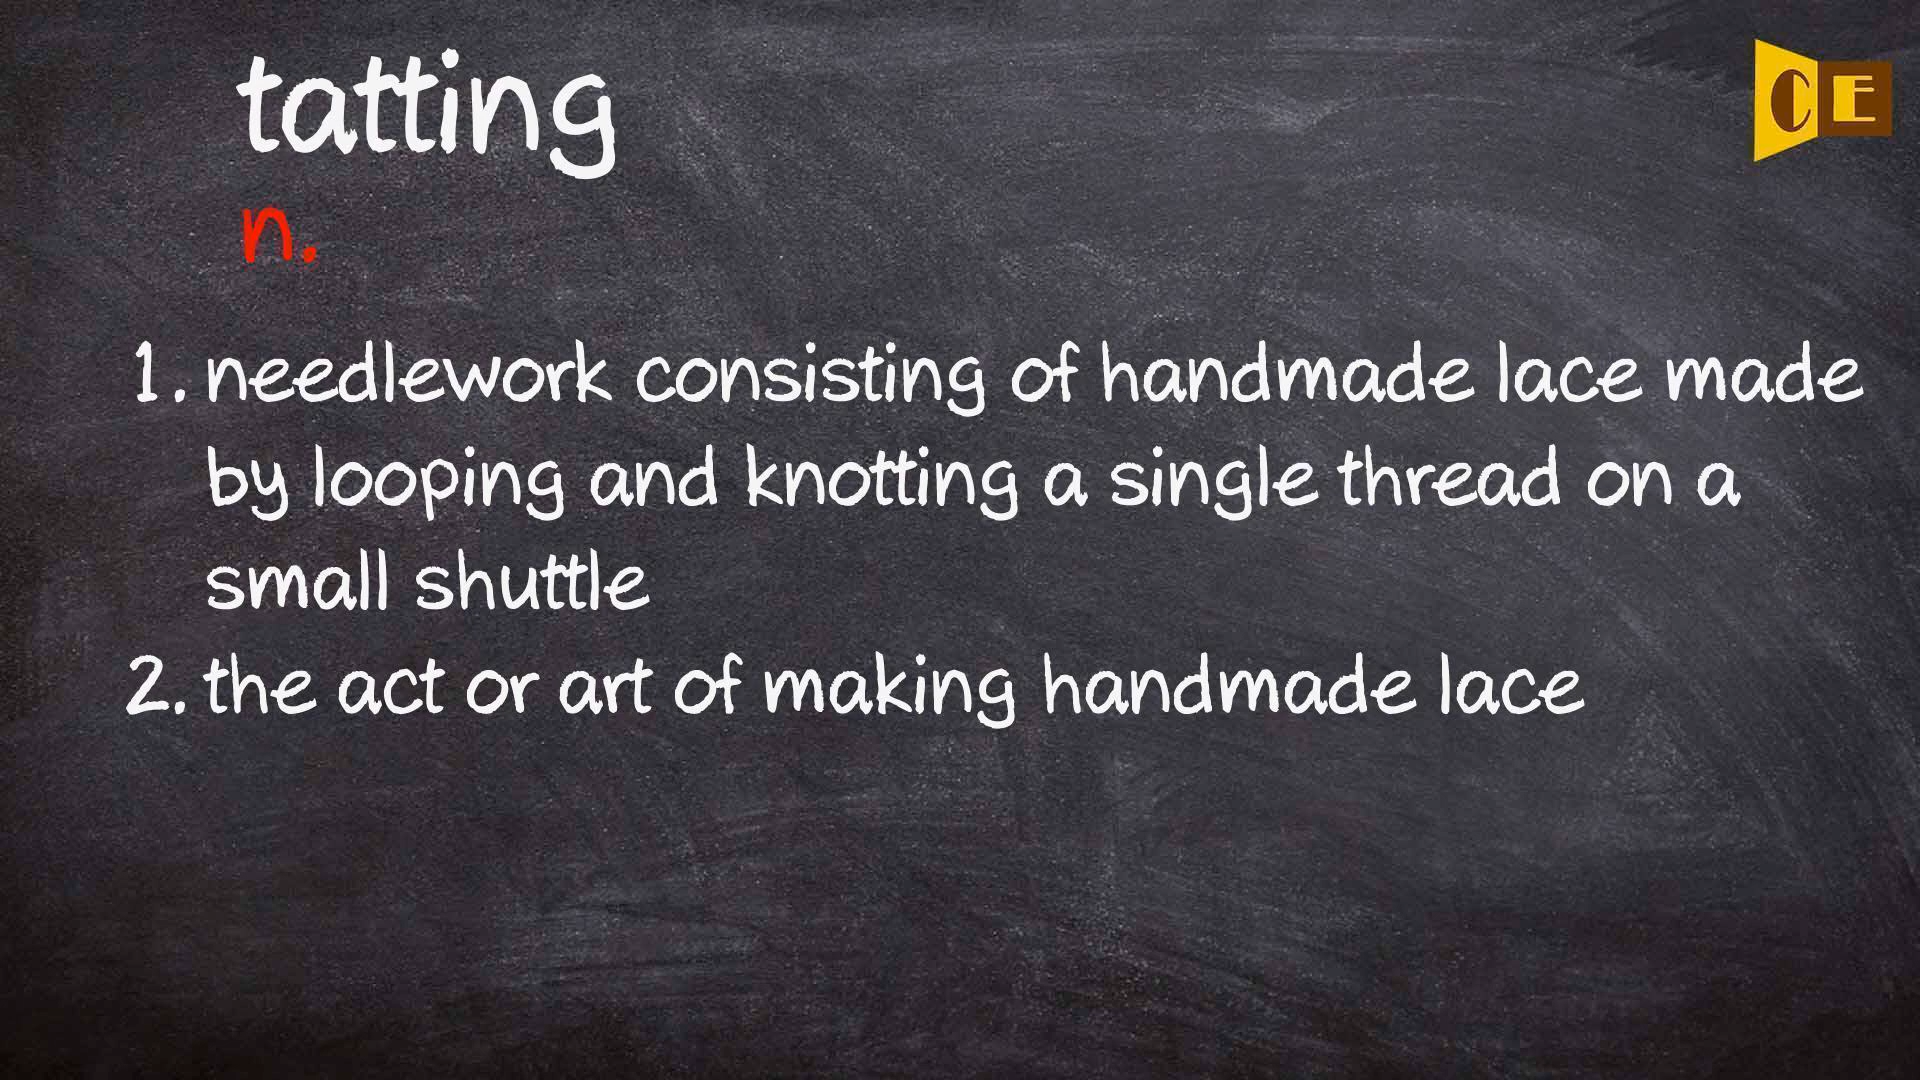 tatting
CE
n.
1. needlework consisting of handmade lace made
by looping and knotting a single thread on a
small shuttle
2. the act or art of making handmade lace